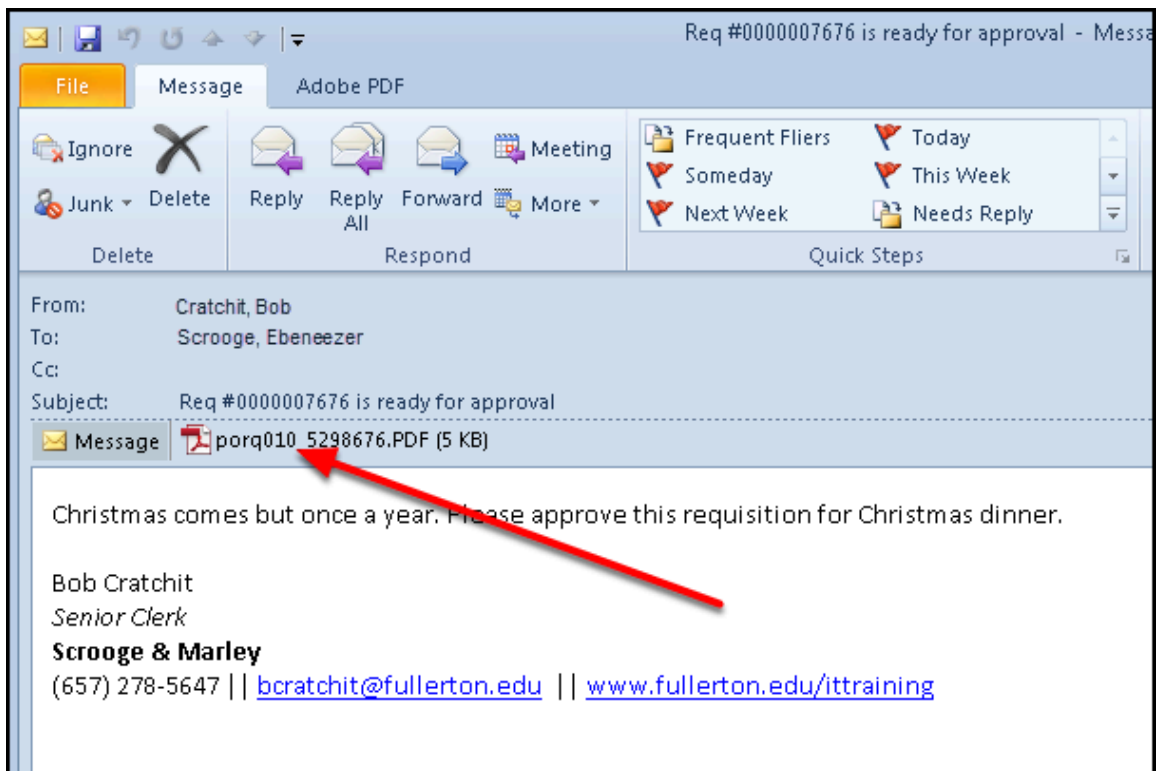 Req #0000007676 is ready for approval - Messa
File Message Adobe PDF
Ignore
Junk
Delete
Reply
Reply All
Forward
Meeting
More
Frequent Fliers
Today
Someday
This Week
Next Week
Needs Reply
Delete Respond Quick Steps
From: Cratchit, Bob
To: Scrooge, Ebeneezer
Cc:
Subject: Req #0000007676 is ready for approval
Message porq010_5298676.PDF (5 KB)
Christmas comes but once a year. Please approve this requisition for Christmas dinner.
Bob Cratchit
Senior Clerk
Scrooge & Marley
(657) 278-5647 || bcratchit@fullerton.edu || www.fullerton.edu/ittraining